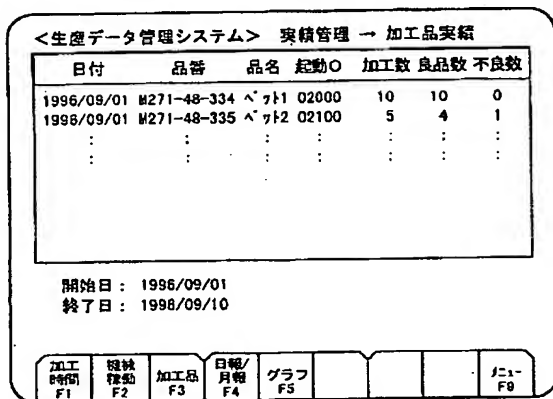 <生産データ管理システム> 実績管理 → 加工品実績
日付 品番 品名 起動O 加工数 良品数 不良数
1996/09/01 M271-48-334 ﾍﾞｯﾄ1 O2000 10 10 0
1996/09/01 M271-48-335 ﾍﾞｯﾄ2 O2100 5 4 1
: : : : :
: : : : :
開始日: 1996/09/01
終了日: 1996/09/10
加工時間 F1 機械稼動 F2 加工品 F3 日報/月報 F4 グラフ F5 ﾒﾆｭｰ F9